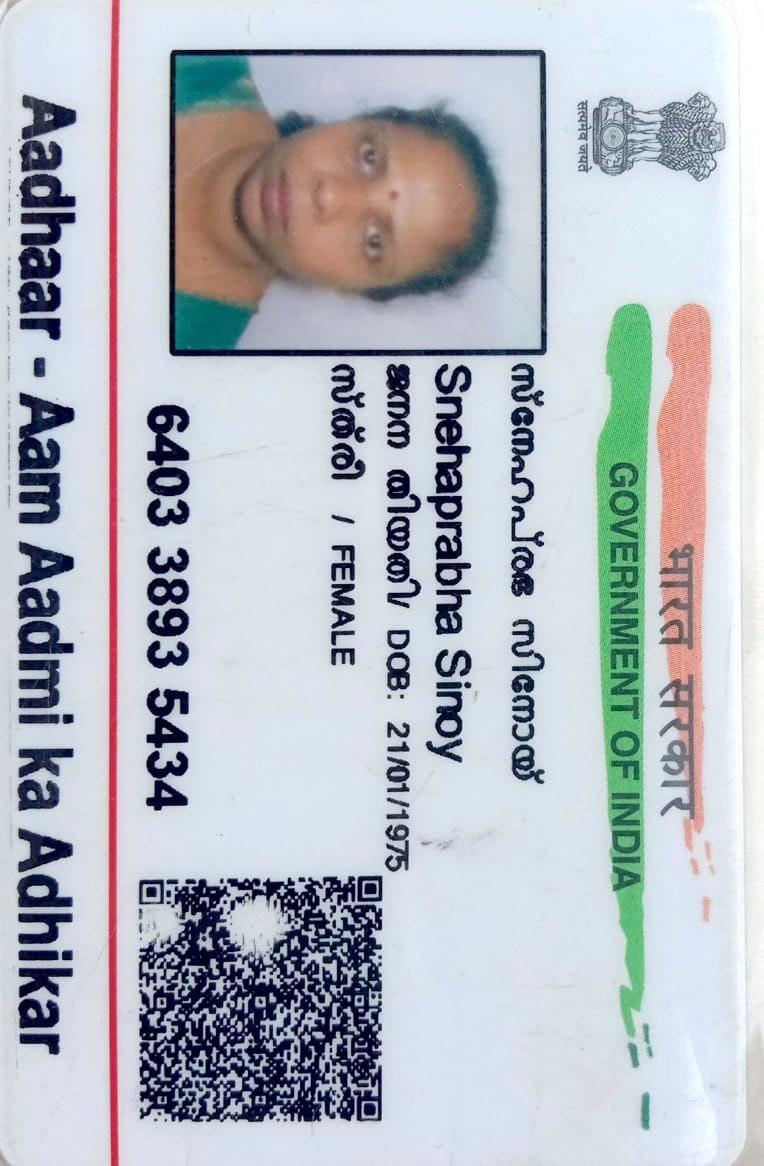 भारत सरकार
GOVERNMENT OF INDIA
सत्यमेव जयते
സ്നേഹപ്രഭ സിനോയ്
Snehaprabha Sinoy
ജനന തിയതി/ DOB: 21/01/1975
സ്ത്രീ / FEMALE
6403 3893 5434
Aadhaar - Aam Aadmi ka Adhikar